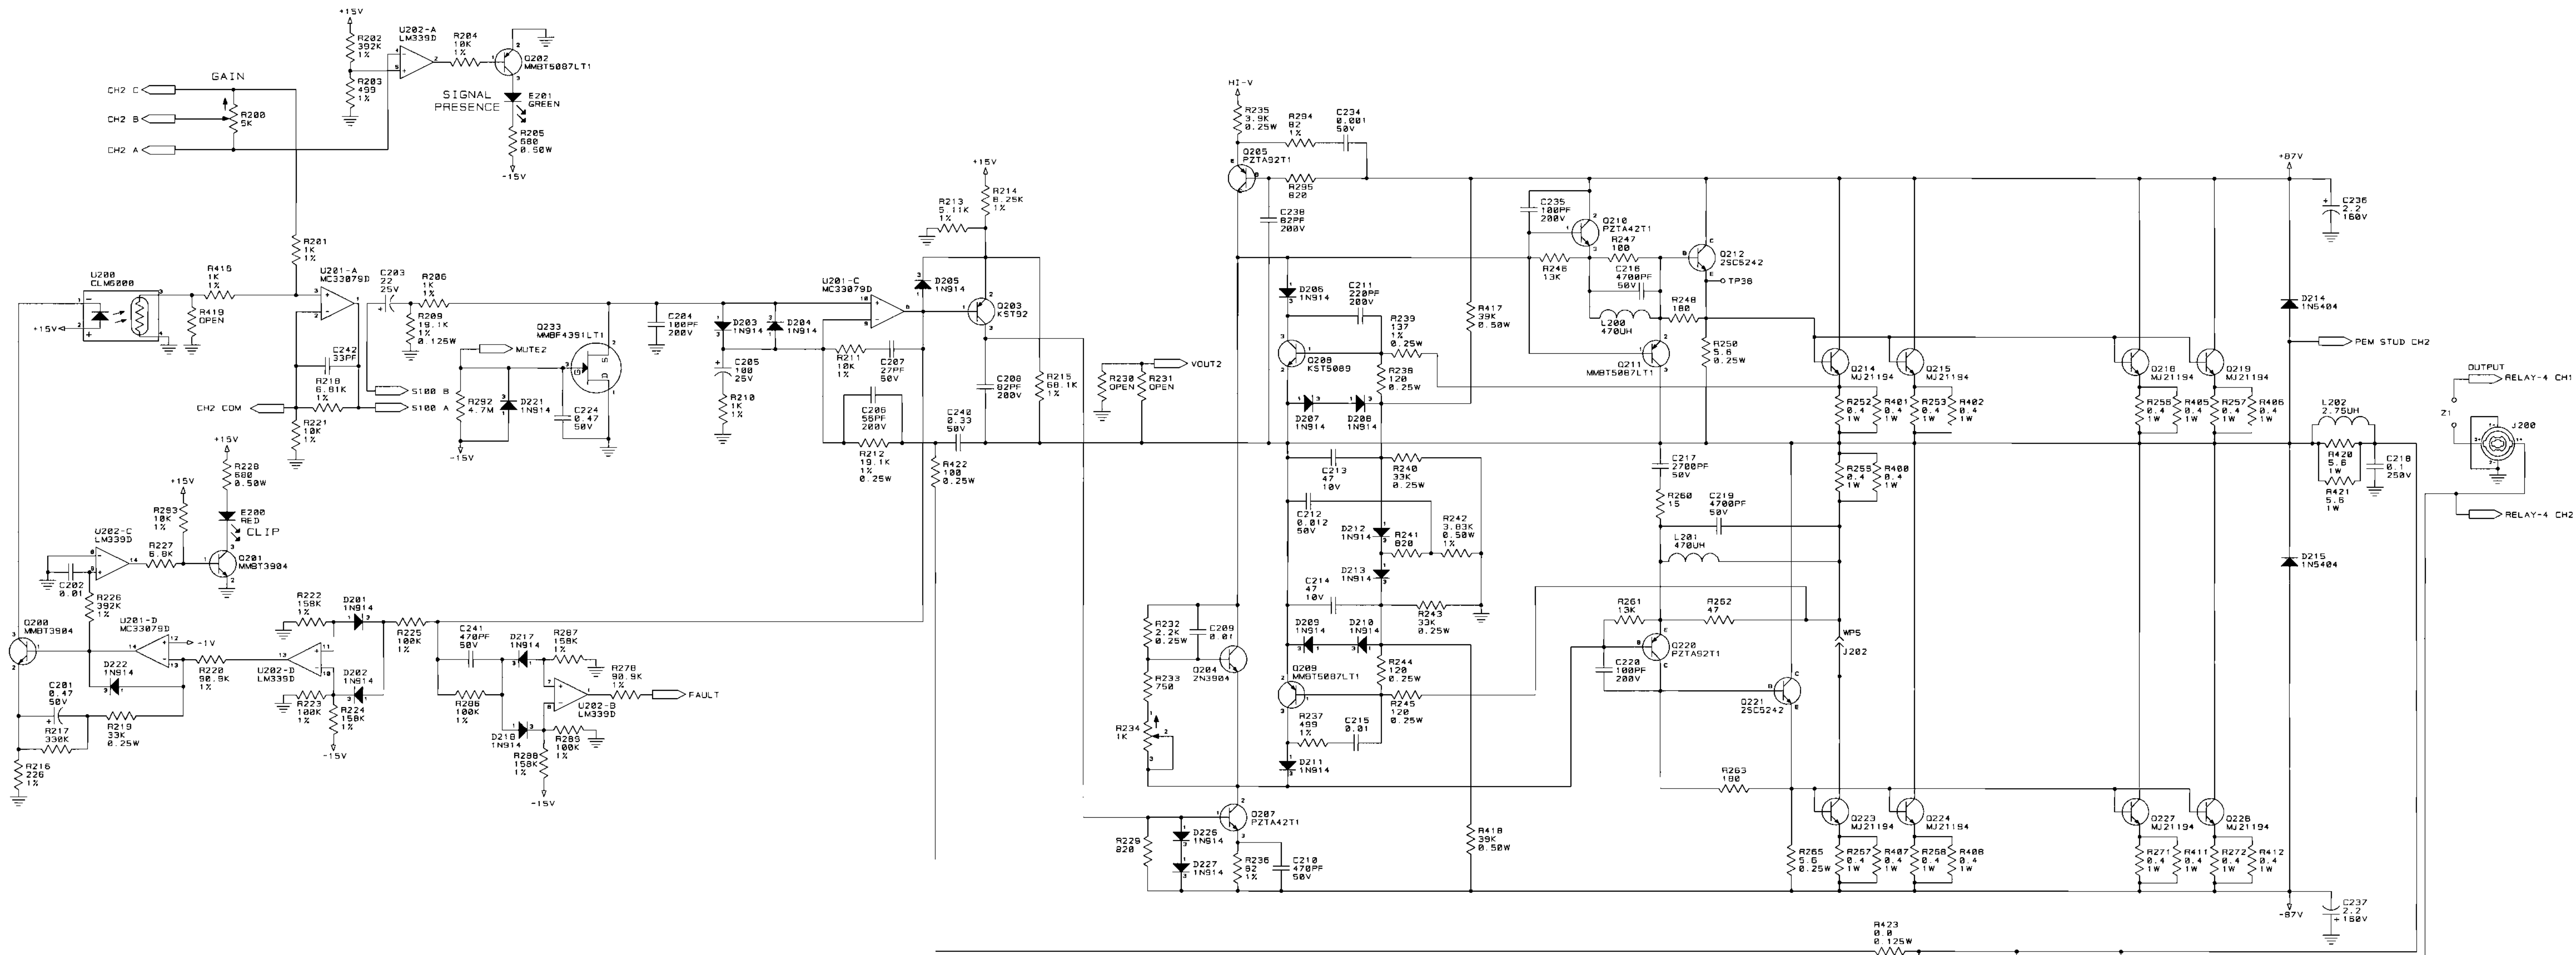 +15V
R202
392K
1%
R203
499
1%
U202-A
LM339D
R204
10K
1%
Q202
MMBT5087LT1
SIGNAL
PRESENCE
E201
GREEN
R205
680
0.50W
-15V
GAIN
CH2 C
CH2 B
CH2 A
R200
5K
R201
1K
1%
U200
CLM6000
+15V
R415
1K
1%
R419
OPEN
U201-A
MC33079D
C203
22
25V
R206
1K
1%
R209
19.1K
1%
0.125W
C242
33PF
R218
6.81K
1%
CH2 COM
R221
10K
1%
S100 B
S100 A
MUTE2
R292
4.7M
-15V
D221
1N914
Q233
MMBF4391LT1
S
D
G
C224
0.47
50V
C204
100PF
200V
D203
1N914
D204
1N914
C205
100
25V
R210
1K
1%
U201-C
MC33079D
R211
10K
1%
C207
27PF
50V
C206
56PF
200V
R212
19.1K
1%
0.25W
R213
5.11K
1%
+15V
R214
8.25K
1%
D205
1N914
Q203
KST92
C208
82PF
200V
R215
68.1K
1%
C240
0.33
50V
R422
100
0.25W
R230
OPEN
R231
OPEN
VOUT2
+15V
R228
680
0.50W
E200
RED
CLIP
+15V
R293
10K
1%
U202-C
LM339D
R227
6.8K
Q201
MMBT3904
C202
0.01
R226
392K
1%
Q200
MMBT3904
U201-D
MC33079D
-1V
D222
1N914
R220
90.9K
1%
C201
0.47
50V
R217
330K
R219
33K
0.25W
R216
226
1%
R222
158K
1%
D201
1N914
U202-D
LM339D
D202
1N914
R223
100K
1%
R224
158K
1%
-15V
R225
100K
1%
C241
470PF
50V
D217
1N914
R287
158K
1%
R286
100K
1%
D218
1N914
U202-B
LM339D
R278
90.9K
1%
FAULT
R289
100K
1%
R288
158K
1%
-15V
HI-V
R235
3.9K
0.25W
R294
82
1%
C234
0.001
50V
Q205
PZTA92T1
R295
820
C238
82PF
200V
D206
1N914
C211
220PF
200V
Q208
KST5089
R239
137
1%
0.25W
R238
120
0.25W
D207
1N914
D208
1N914
R417
39K
0.50W
C213
47
10V
R240
33K
0.25W
C212
0.012
50V
D212
1N914
R241
820
R242
3.83K
0.50W
1%
D213
1N914
C214
47
10V
R243
33K
0.25W
D209
1N914
D210
1N914
Q209
MMBT5087LT1
R244
120
0.25W
R245
120
0.25W
R237
499
1%
C215
0.01
D211
1N914
R232
2.2K
0.25W
C209
0.01
Q204
2N3904
R233
750
R234
1K
Q207
PZTA42T1
R229
820
D226
1N914
D227
1N914
R236
82
1%
C210
470PF
50V
R418
39K
0.50W
C235
100PF
200V
Q210
PZTA42T1
R246
13K
R247
100
C216
4700PF
50V
Q212
2SC5242
TP36
R248
180
L200
470UH
Q211
MMBT5087LT1
R250
5.6
0.25W
C217
2700PF
50V
R260
15
C219
4700PF
50V
L201
470UH
R261
13K
R262
47
Q220
PZTA92T1
C220
100PF
200V
Q221
2SC5242
R263
180
R265
5.6
0.25W
WP5
J202
Q214
MJ21194
Q215
MJ21194
Q218
MJ21194
Q219
MJ21194
R252
0.4
1W
R401
0.4
1W
R253
0.4
1W
R402
0.4
1W
R256
0.4
1W
R405
0.4
1W
R257
0.4
1W
R406
0.4
1W
R255
0.4
1W
R400
0.4
1W
Q223
MJ21194
Q224
MJ21194
Q227
MJ21194
Q228
MJ21194
R267
0.4
1W
R407
0.4
1W
R268
0.4
1W
R408
0.4
1W
R271
0.4
1W
R411
0.4
1W
R272
0.4
1W
R412
0.4
1W
+87V
C236
2.2
160V
D214
1N5404
PEM STUD CH2
D215
1N5404
-87V
C237
2.2
160V
L202
2.75UH
R420
5.6
1W
R421
5.6
1W
C218
0.1
250V
OUTPUT
RELAY-4 CH1
Z1
J200
RELAY-4 CH2
R423
0.0
0.125W